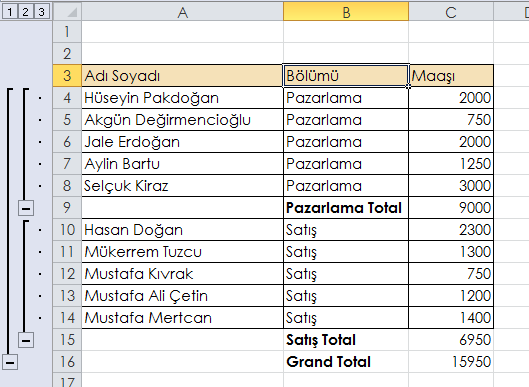 1 2 3 A B C
1
2
3 Adı Soyadı Bölümü Maaşı
4 Hüseyin Pakdoğan Pazarlama 2000
5 Akgün Değirmencioğlu Pazarlama 750
6 Jale Erdoğan Pazarlama 2000
7 Aylin Bartu Pazarlama 1250
8 Selçuk Kiraz Pazarlama 3000
9 Pazarlama Total 9000
10 Hasan Doğan Satış 2300
11 Mükerrem Tuzcu Satış 1300
12 Mustafa Kıvrak Satış 750
13 Mustafa Ali Çetin Satış 1200
14 Mustafa Mertcan Satış 1400
15 Satış Total 6950
16 Grand Total 15950
17